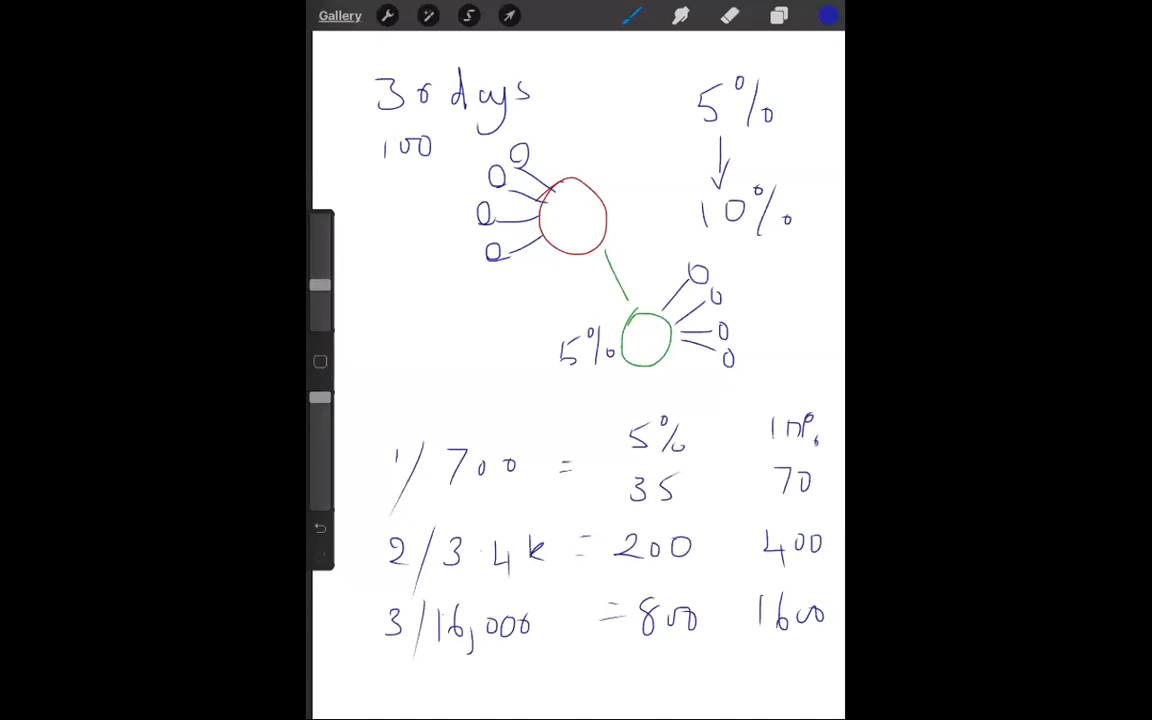 Gallery
30 days
100
5%
10%
5%
5% Imp.
1/ 700 = 35 70
2/ 3.4k = 200 400
3/ 16,000 = 800 1600